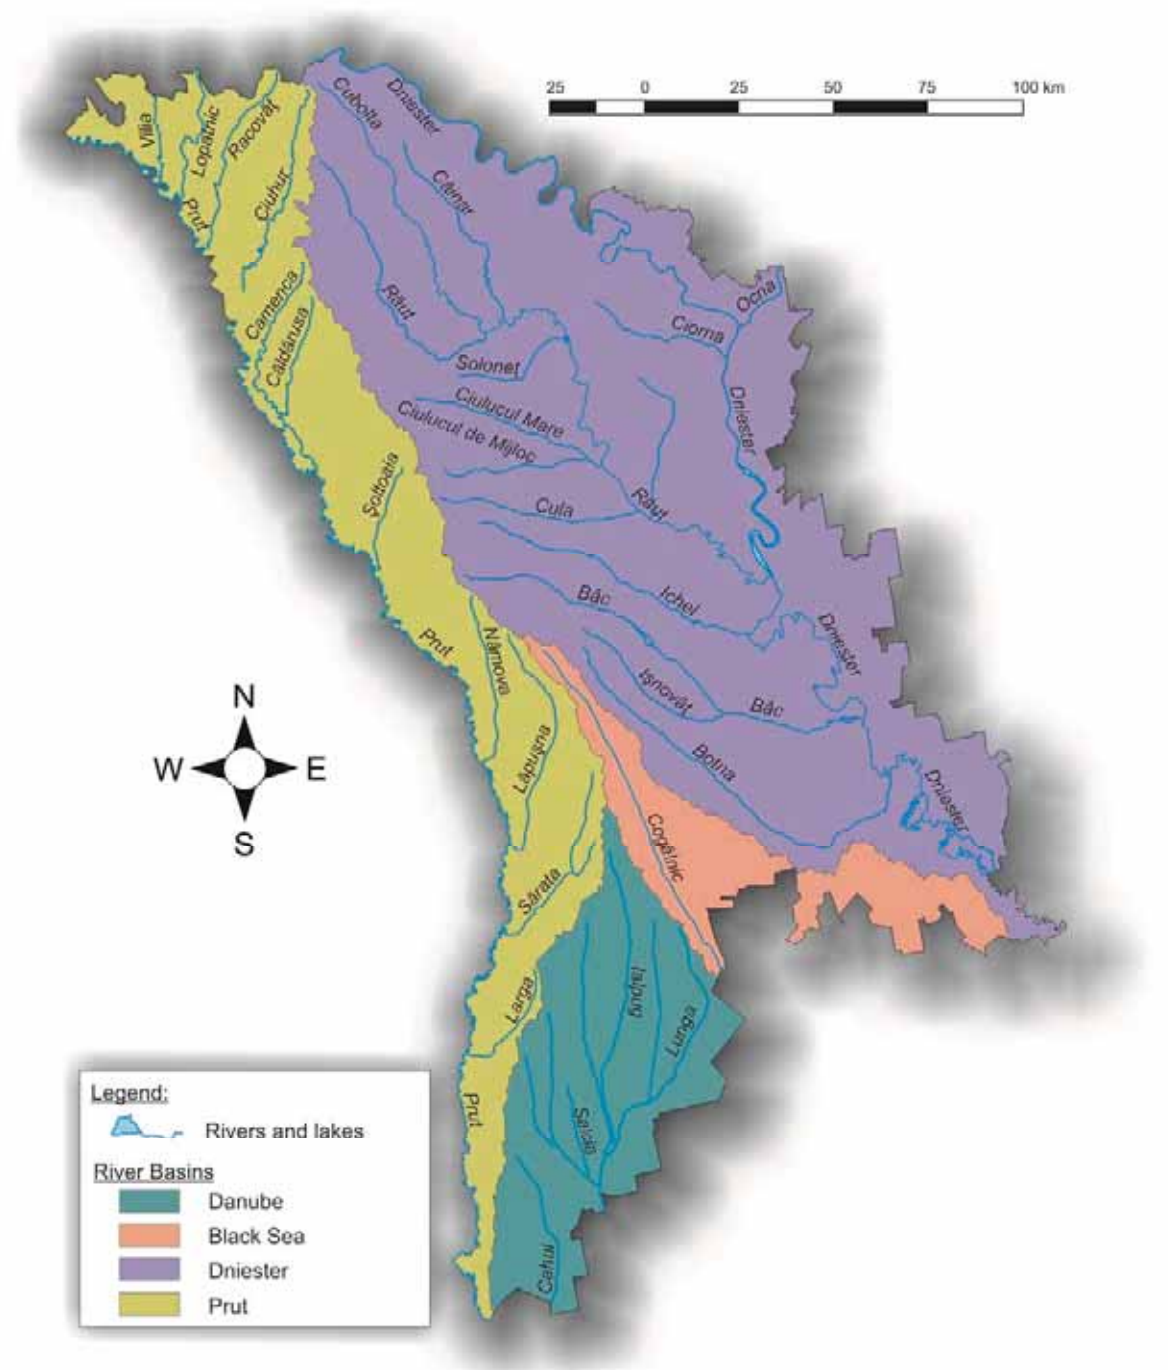 25 0 25 50 75 100 km
Vilia
Lopatnic
Racovăț
Ciuhur
Prut
Cubolta
Dniester
Căinar
Camenca
Căldărușa
Răut
Soloneț
Ciorna
Ocna
Dniester
Ciulucul Mare
Ciulucul de Mijloc
Șoltoaia
Cula
Răut
Bâc
Ichel
Dniester
Prut
Nârnova
Lăpușna
Ișnovăț
Bâc
Botna
Dniester
Cogâlnic
Sărata
Larga
Ialpug
Lunga
Prut
Salcia
Cahul
N
W E
S
Legend:
Rivers and lakes
River Basins
Danube
Black Sea
Dniester
Prut